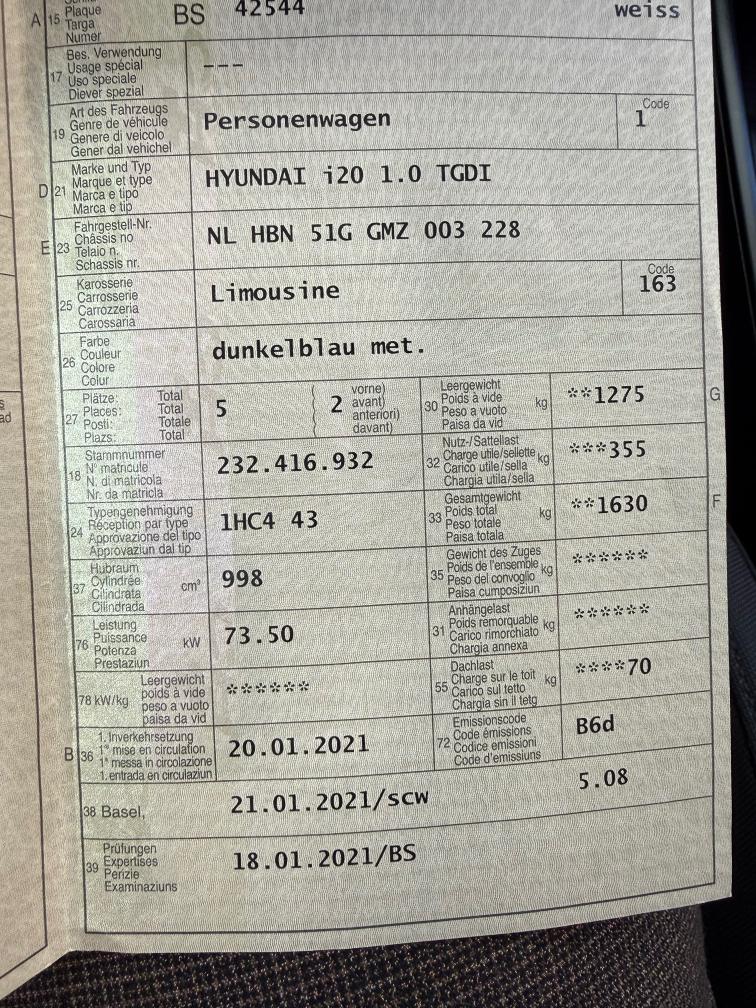 A 15 Plaque BS 42544 weiss
Targa
Numer
17 Bes. Verwendung ---
Usage spécial
Uso speciale
Diever spezial
19 Art des Fahrzeugs Personenwagen Code 1
Genre de véhicule
Genere di veicolo
Gener dal vehichel
D 21 Marke und Typ HYUNDAI i20 1.0 TGDI
Marque et type
Marca e tipo
Marca e tip
E 23 Fahrgestell-Nr. NL HBN 51G GMZ 003 228
Châssis no
Telaio n.
Schassis nr.
25 Karosserie Limousine Code 163
Carrosserie
Carrozzeria
Carossaria
26 Farbe dunkelblau met.
Couleur
Colore
Colur
27 Plätze: Total 5 ( 2 vorne)
Places: Total avant)
Posti: Totale anteriori)
Plazs: Total davant)
30 Leergewicht kg **1275 G
Poids à vide
Peso a vuoto
Paisa da vid
18 Stammnummer 232.416.932
N° matricule
N. di matricola
Nr. da matricla
32 Nutz-/Sattellast kg ***355
Charge utile/sellette
Carico utile/sella
Chargia utila/sella
24 Typengenehmigung 1HC4 43
Réception par type
Approvazione del tipo
Approvaziun dal tip
33 Gesamtgewicht kg **1630 F
Poids total
Peso totale
Paisa totala
37 Hubraum cm³ 998
Cylindrée
Cilindrata
Cilindrada
35 Gewicht des Zuges kg ******
Poids de l'ensemble
Peso del convoglio
Paisa cumposiziun
76 Leistung kW 73.50
Puissance
Potenza
Prestaziun
31 Anhängelast kg ******
Poids remorquable
Carico rimorchiato
Chargia annexa
78 kW/kg Leergewicht ******
poids à vide
peso a vuoto
paisa da vid
55 Dachlast kg ****70
Charge sur le toit
Carico sul tetto
Chargia sin il tetg
B 36 1. Inverkehrsetzung 20.01.2021
1ʳᵉ mise en circulation
1ª messa in circolazione
1. entrada en circulaziun
72 Emissionscode B6d
Code émissions
Codice emissioni
Code d'emissiuns
38 Basel, 21.01.2021/scw 5.08
39 Prüfungen 18.01.2021/BS
Expertises
Perizie
Examinaziuns